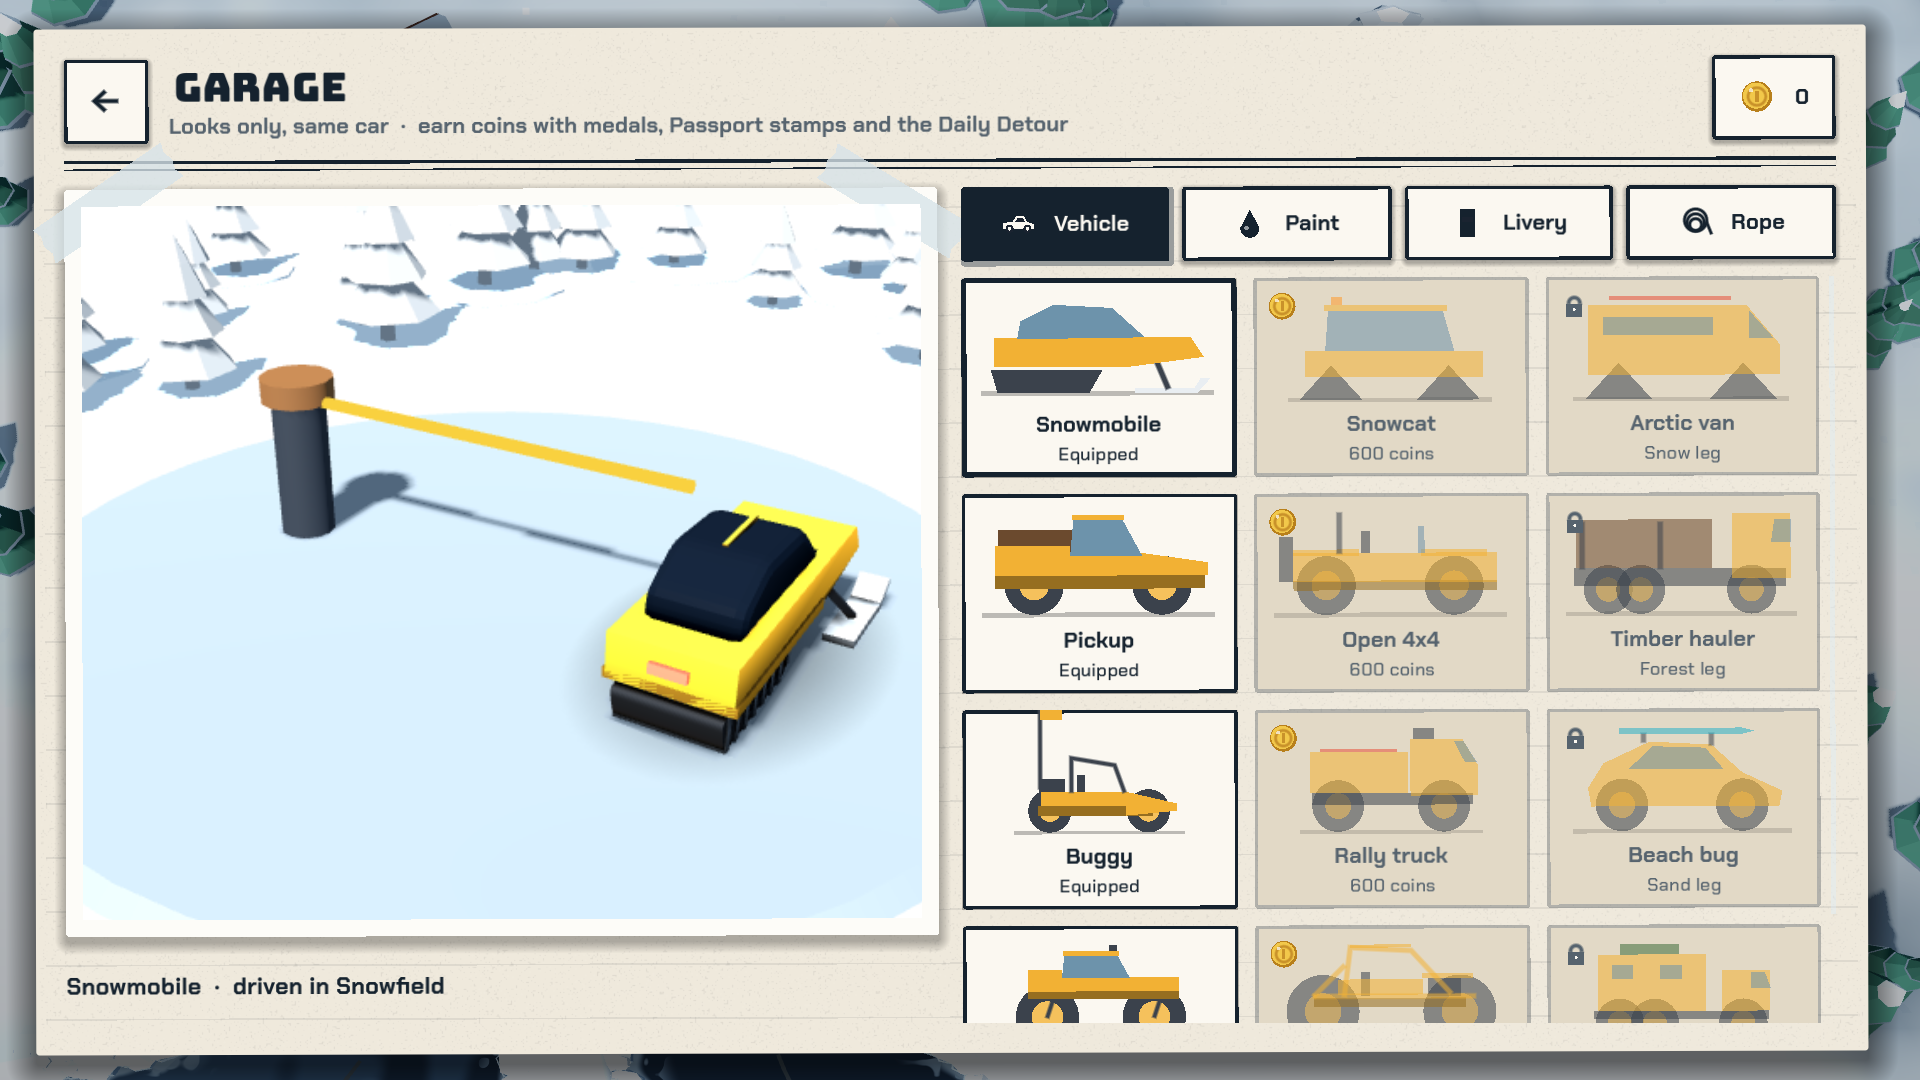 GARAGE
Looks only, same car · earn coins with medals, Passport stamps and the Daily Detour
0
Vehicle
Paint
Livery
Rope
Snowmobile
Equipped
Snowcat
600 coins
Arctic van
Snow leg
Pickup
Equipped
Open 4x4
600 coins
Timber hauler
Forest leg
Buggy
Equipped
Rally truck
600 coins
Beach bug
Sand leg
Snowmobile · driven in Snowfield